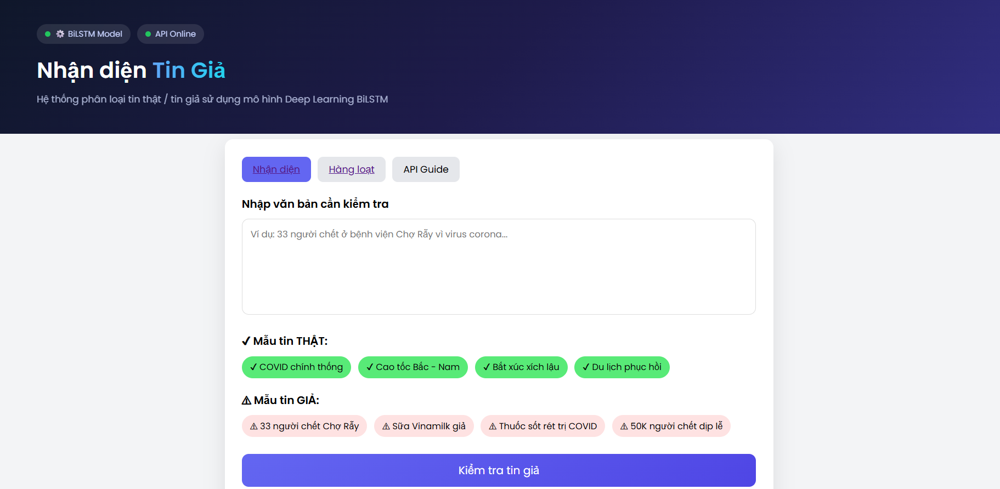 BiLSTM Model
API Online
Nhận diện Tin Giả
Hệ thống phân loại tin thật / tin giả sử dụng mô hình Deep Learning BiLSTM
Nhận diện
Hàng loạt
API Guide
Nhập văn bản cần kiểm tra
Ví dụ: 33 người chết ở bệnh viện Chợ Rẫy vì virus corona...
✔ Mẫu tin THẬT:
✔ COVID chính thống
✔ Cao tốc Bắc - Nam
✔ Bắt xúc xích lậu
✔ Du lịch phục hồi
⚠ Mẫu tin GIẢ:
⚠ 33 người chết Chợ Rẫy
⚠ Sữa Vinamilk giả
⚠ Thuốc sốt rét trị COVID
⚠ 50K người chết dịp lễ
Kiểm tra tin giả